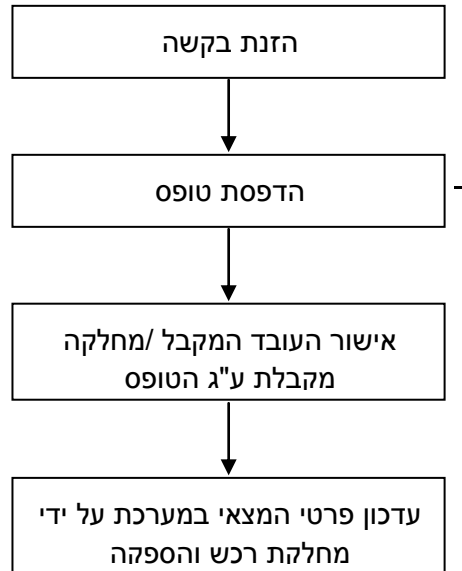 הזנת בקשה
הדפסת טופס
אישור העובד המקבל /מחלקה
מקבלת ע"ג הטופס
עדכון פרטי המצאי במערכת על ידי
מחלקת רכש והספקה